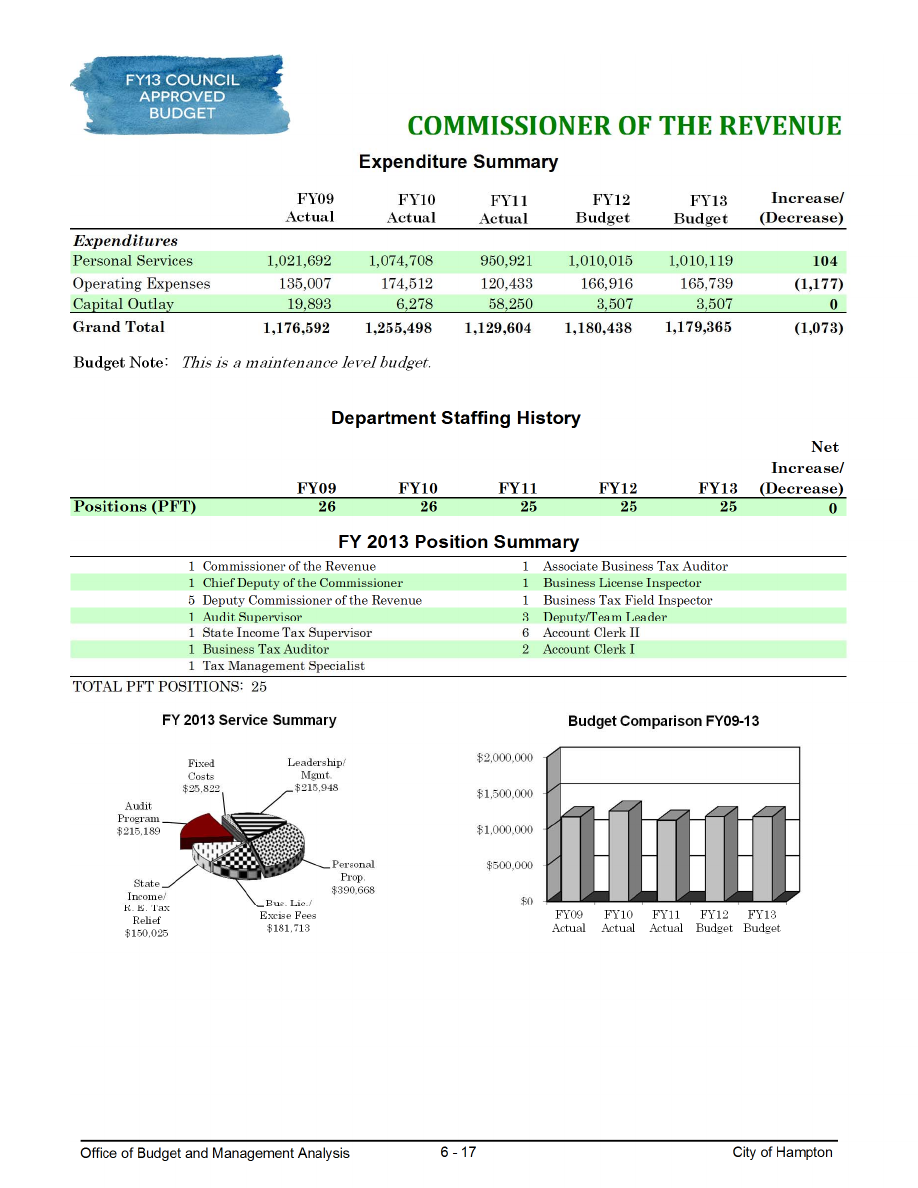 FY13 COUNCIL
APPROVED
BUDGET
COMMISSIONER OF THE REVENUE
Expenditure Summary
FY09 Actual FY10 Actual FY11 Actual FY12 Budget FY13 Budget Increase/ (Decrease)
Expenditures
Personal Services 1,021,692 1,074,708 950,921 1,010,015 1,010,119 104
Operating Expenses 135,007 174,512 120,433 166,916 165,739 (1,177)
Capital Outlay 19,893 6,278 58,250 3,507 3,507 0
Grand Total 1,176,592 1,255,498 1,129,604 1,180,438 1,179,365 (1,073)
Budget Note: This is a maintenance level budget.
Department Staffing History
Net
Increase/
FY09 FY10 FY11 FY12 FY13 (Decrease)
Positions (PFT) 26 26 25 25 25 0
FY 2013 Position Summary
1 Commissioner of the Revenue 1 Associate Business Tax Auditor
1 Chief Deputy of the Commissioner 1 Business License Inspector
5 Deputy Commissioner of the Revenue 1 Business Tax Field Inspector
1 Audit Supervisor 3 Deputy/Team Leader
1 State Income Tax Supervisor 6 Account Clerk II
1 Business Tax Auditor 2 Account Clerk I
1 Tax Management Specialist
TOTAL PFT POSITIONS: 25
FY 2013 Service Summary
Fixed
Costs
$25,822
Leadership/
Mgmt.
$215,948
Audit
Program
$215,189
Personal
Prop.
$390,668
State
Income/
R. E. Tax
Relief
$150,025
Bus. Lic./
Excise Fees
$181,713
Budget Comparison FY09-13
$2,000,000
$1,500,000
$1,000,000
$500,000
$0
FY09 FY10 FY11 FY12 FY13
Actual Actual Actual Budget Budget
Office of Budget and Management Analysis 6 - 17 City of Hampton